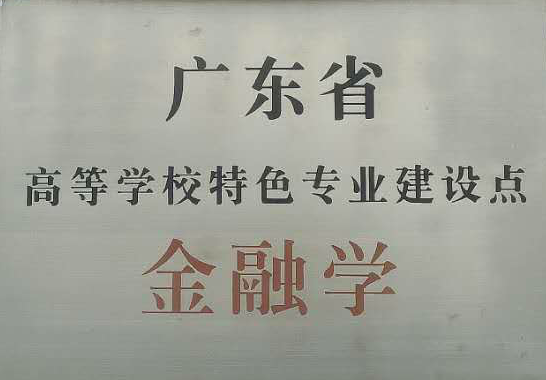 广东省
高等学校特色专业建设点
金融学